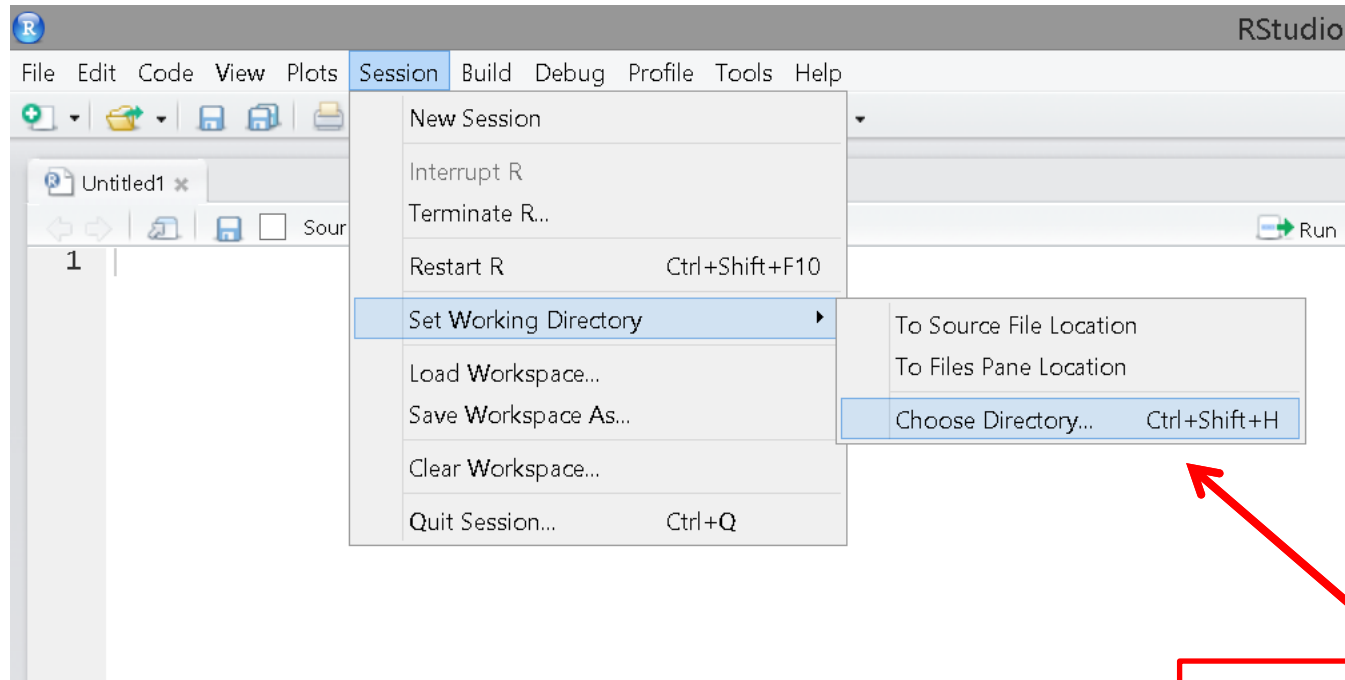 R
RStudio
File Edit Code View Plots Session Build Debug Profile Tools Help
New Session
Interrupt R
Untitled1
Terminate R...
Sour
Run
1
Restart R Ctrl+Shift+F10
Set Working Directory
To Source File Location
To Files Pane Location
Load Workspace...
Save Workspace As...
Choose Directory... Ctrl+Shift+H
Clear Workspace...
Quit Session... Ctrl+Q